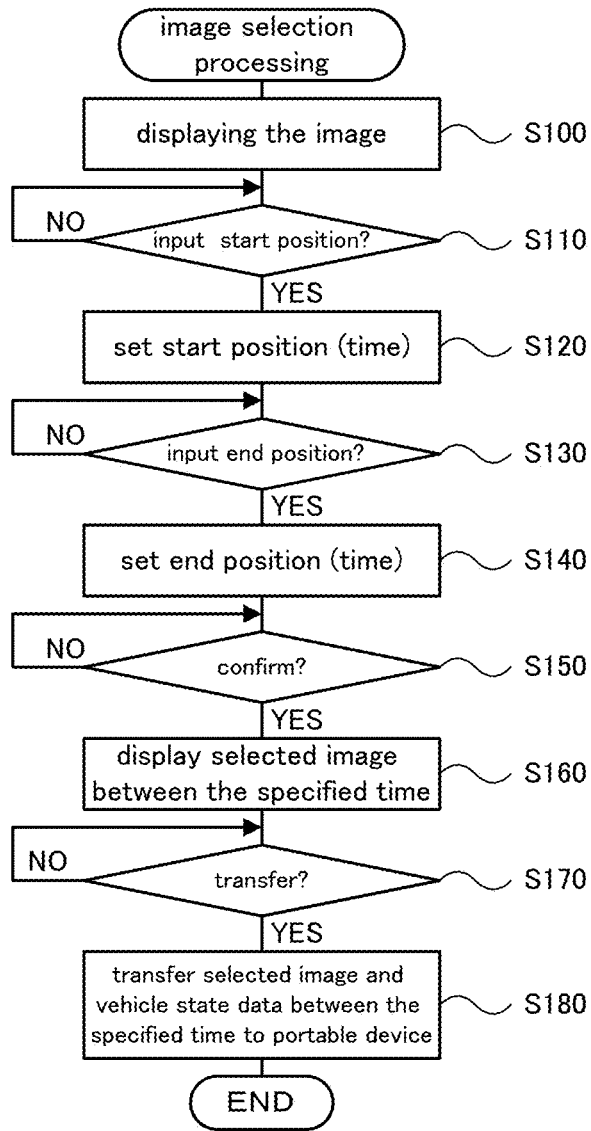 image selection
processing
displaying the image
S100
NO
input start position?
S110
YES
set start position (time)
S120
NO
input end position?
S130
YES
set end position (time)
S140
NO
confirm?
S150
YES
display selected image
between the specified time
S160
NO
transfer?
S170
YES
transfer selected image and
vehicle state data between the
specified time to portable device
S180
END